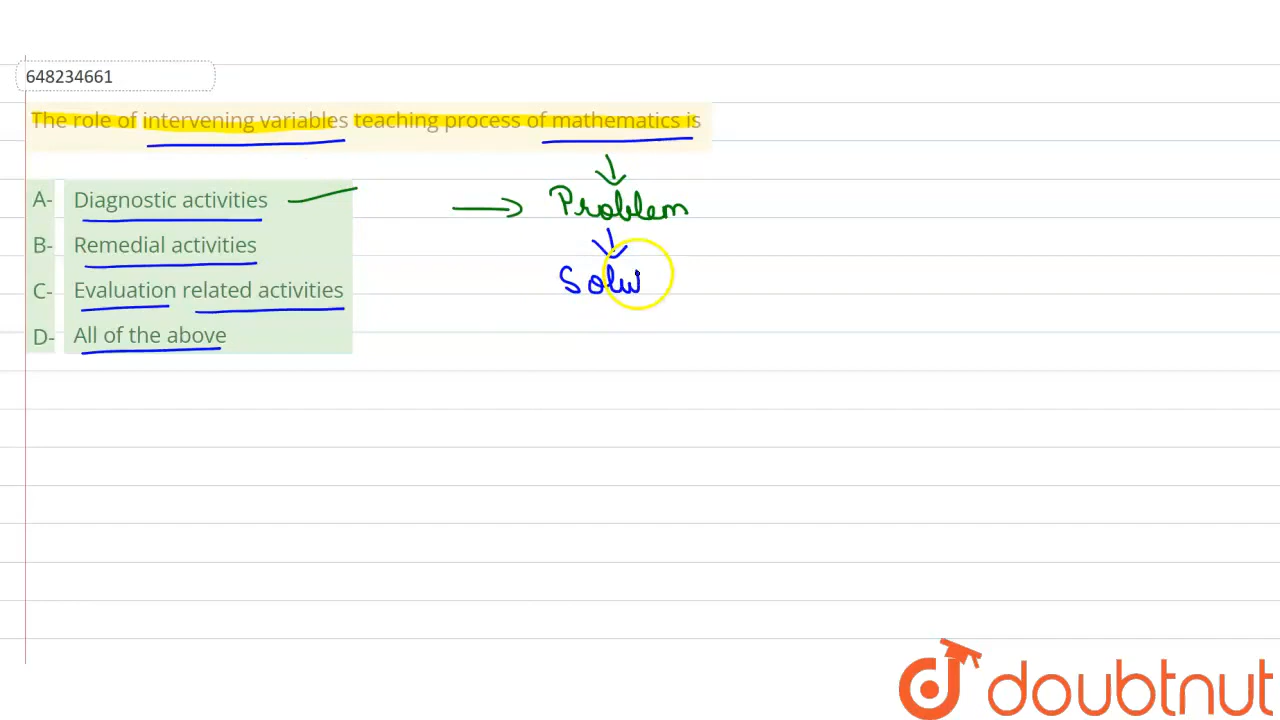 648234661
The role of intervening variables teaching process of mathematics is
A- Diagnostic activities
B- Remedial activities
C- Evaluation related activities
D- All of the above
Problem
Solu
doubtnut